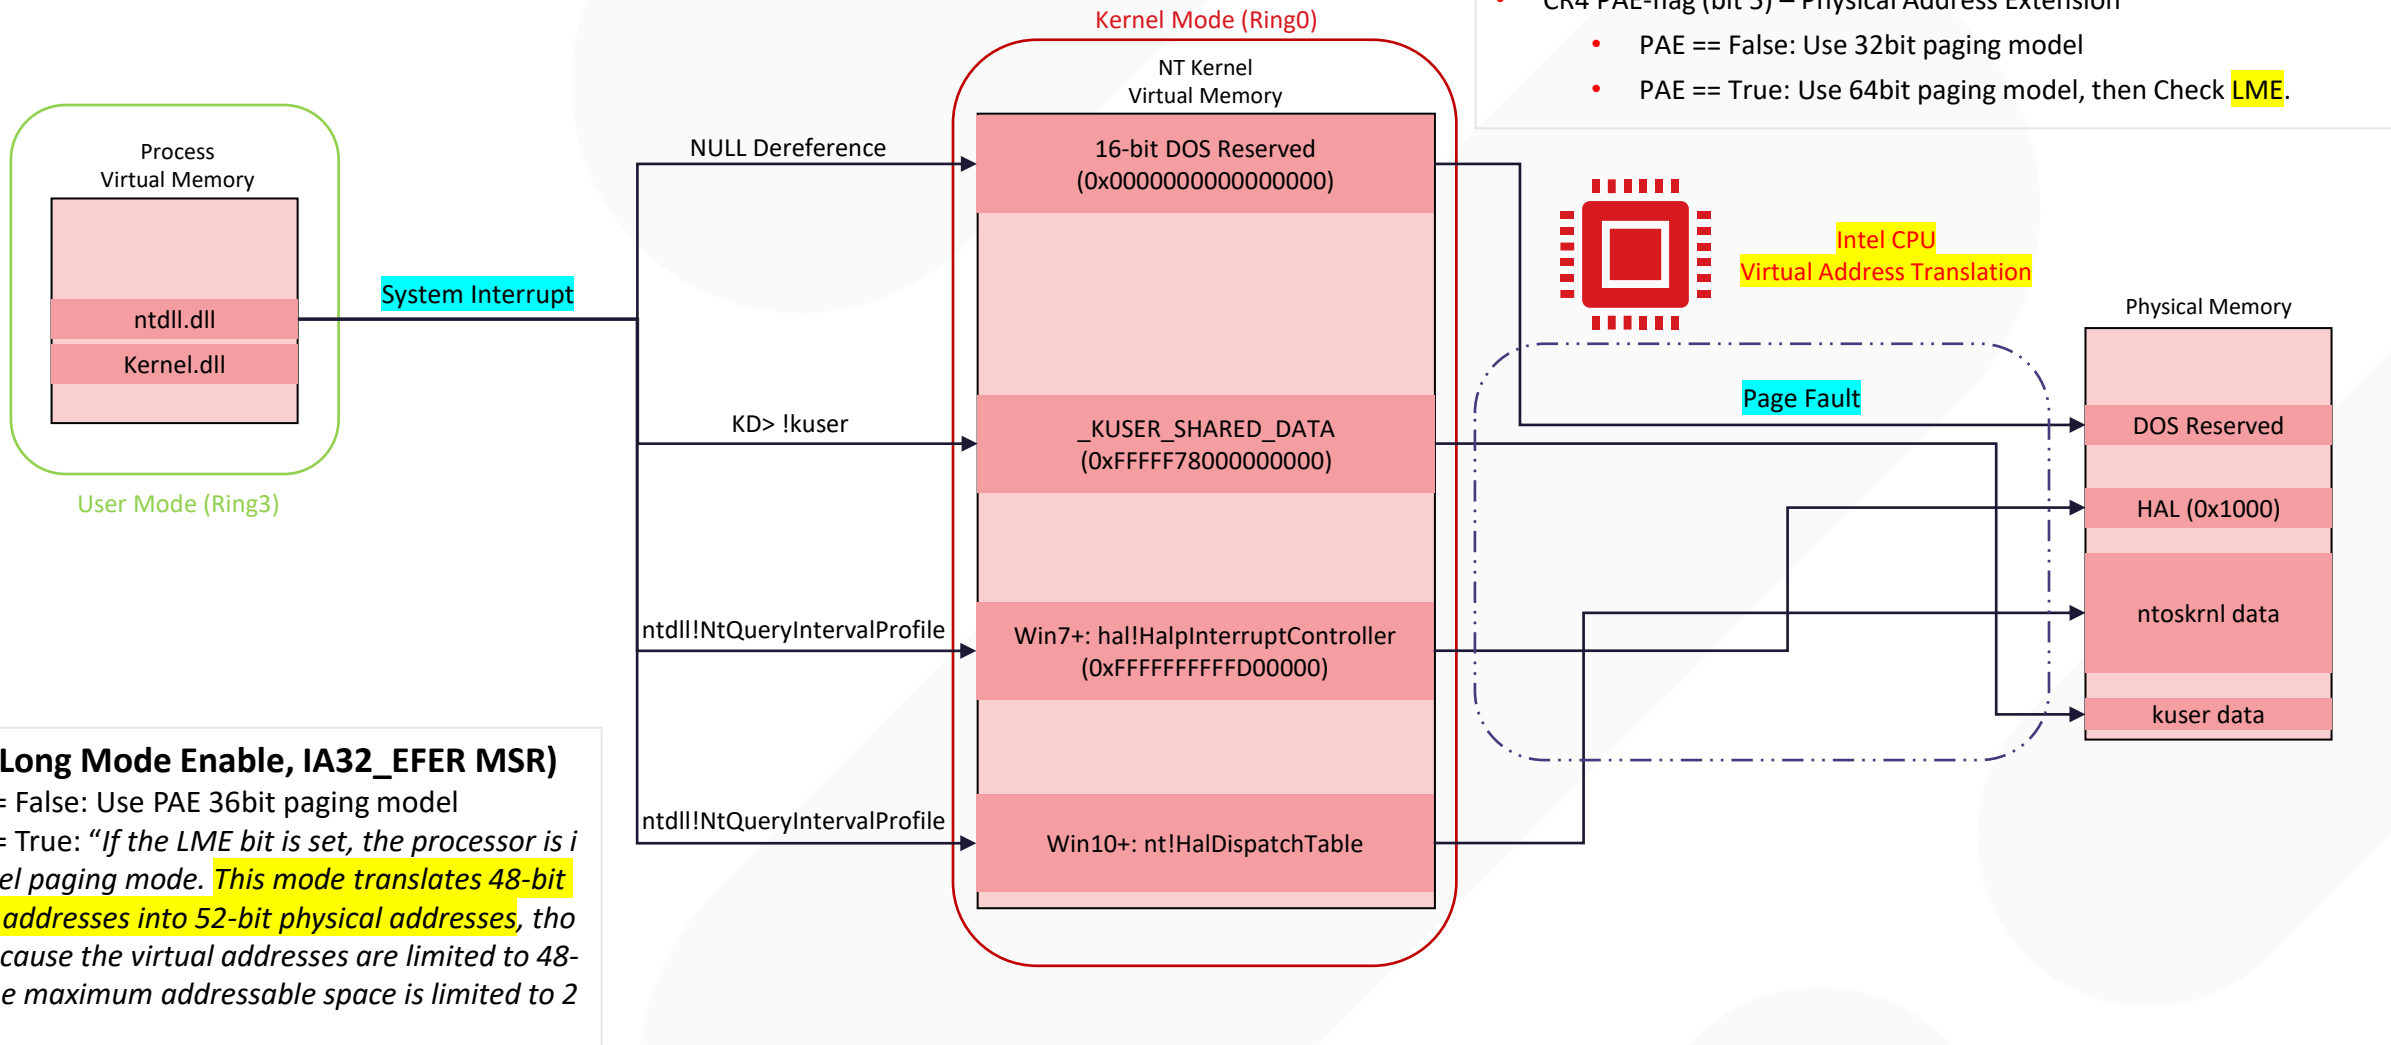 Kernel Mode (Ring0)
CR4 PAE-flag (bit 5) – Physical Address Extension
• PAE == False: Use 32bit paging model
• PAE == True: Use 64bit paging model, then Check LME.
NT Kernel
Virtual Memory
Process
Virtual Memory
ntdll.dll
Kernel.dll
User Mode (Ring3)
System Interrupt
NULL Dereference
KD> !kuser
ntdll!NtQueryIntervalProfile
ntdll!NtQueryIntervalProfile
16-bit DOS Reserved
(0x0000000000000000)
_KUSER_SHARED_DATA
(0xFFFFF78000000000)
Win7+: hal!HalpInterruptController
(0xFFFFFFFFFFD00000)
Win10+: nt!HalDispatchTable
Intel CPU
Virtual Address Translation
Page Fault
Physical Memory
DOS Reserved
HAL (0x1000)
ntoskrnl data
kuser data
Long Mode Enable, IA32_EFER MSR)
= False: Use PAE 36bit paging model
= True: “If the LME bit is set, the processor is i
el paging mode. This mode translates 48-bit
addresses into 52-bit physical addresses, tho
cause the virtual addresses are limited to 48-
e maximum addressable space is limited to 2